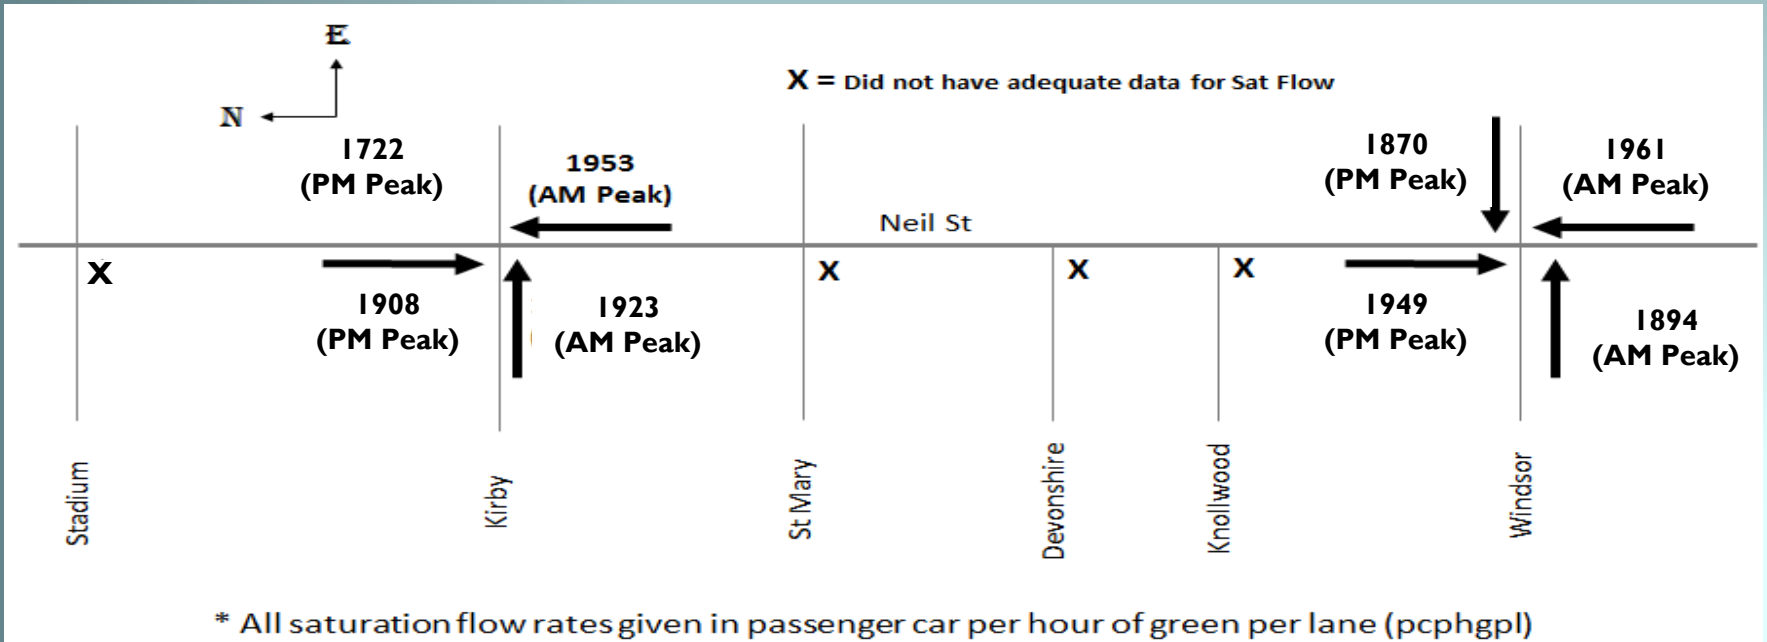 E
N
X = Did not have adequate data for Sat Flow
1722
(PM Peak)
1953
(AM Peak)
1870
(PM Peak)
1961
(AM Peak)
Neil St
X
X
X
X
1908
(PM Peak)
1923
(AM Peak)
1949
(PM Peak)
1894
(AM Peak)
Stadium
Kirby
St Mary
Devonshire
Knollwood
Windsor
* All saturation flow rates given in passenger car per hour of green per lane (pcphgpl)